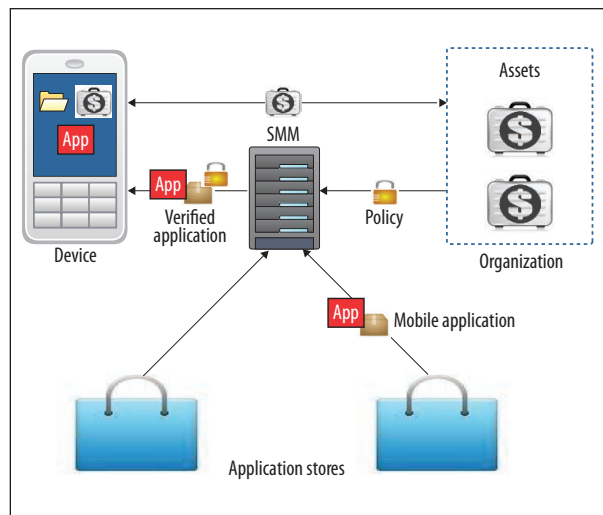 Assets
App
SMM
App
Verified
application
Policy
Device
Organization
App
Mobile application
Application stores